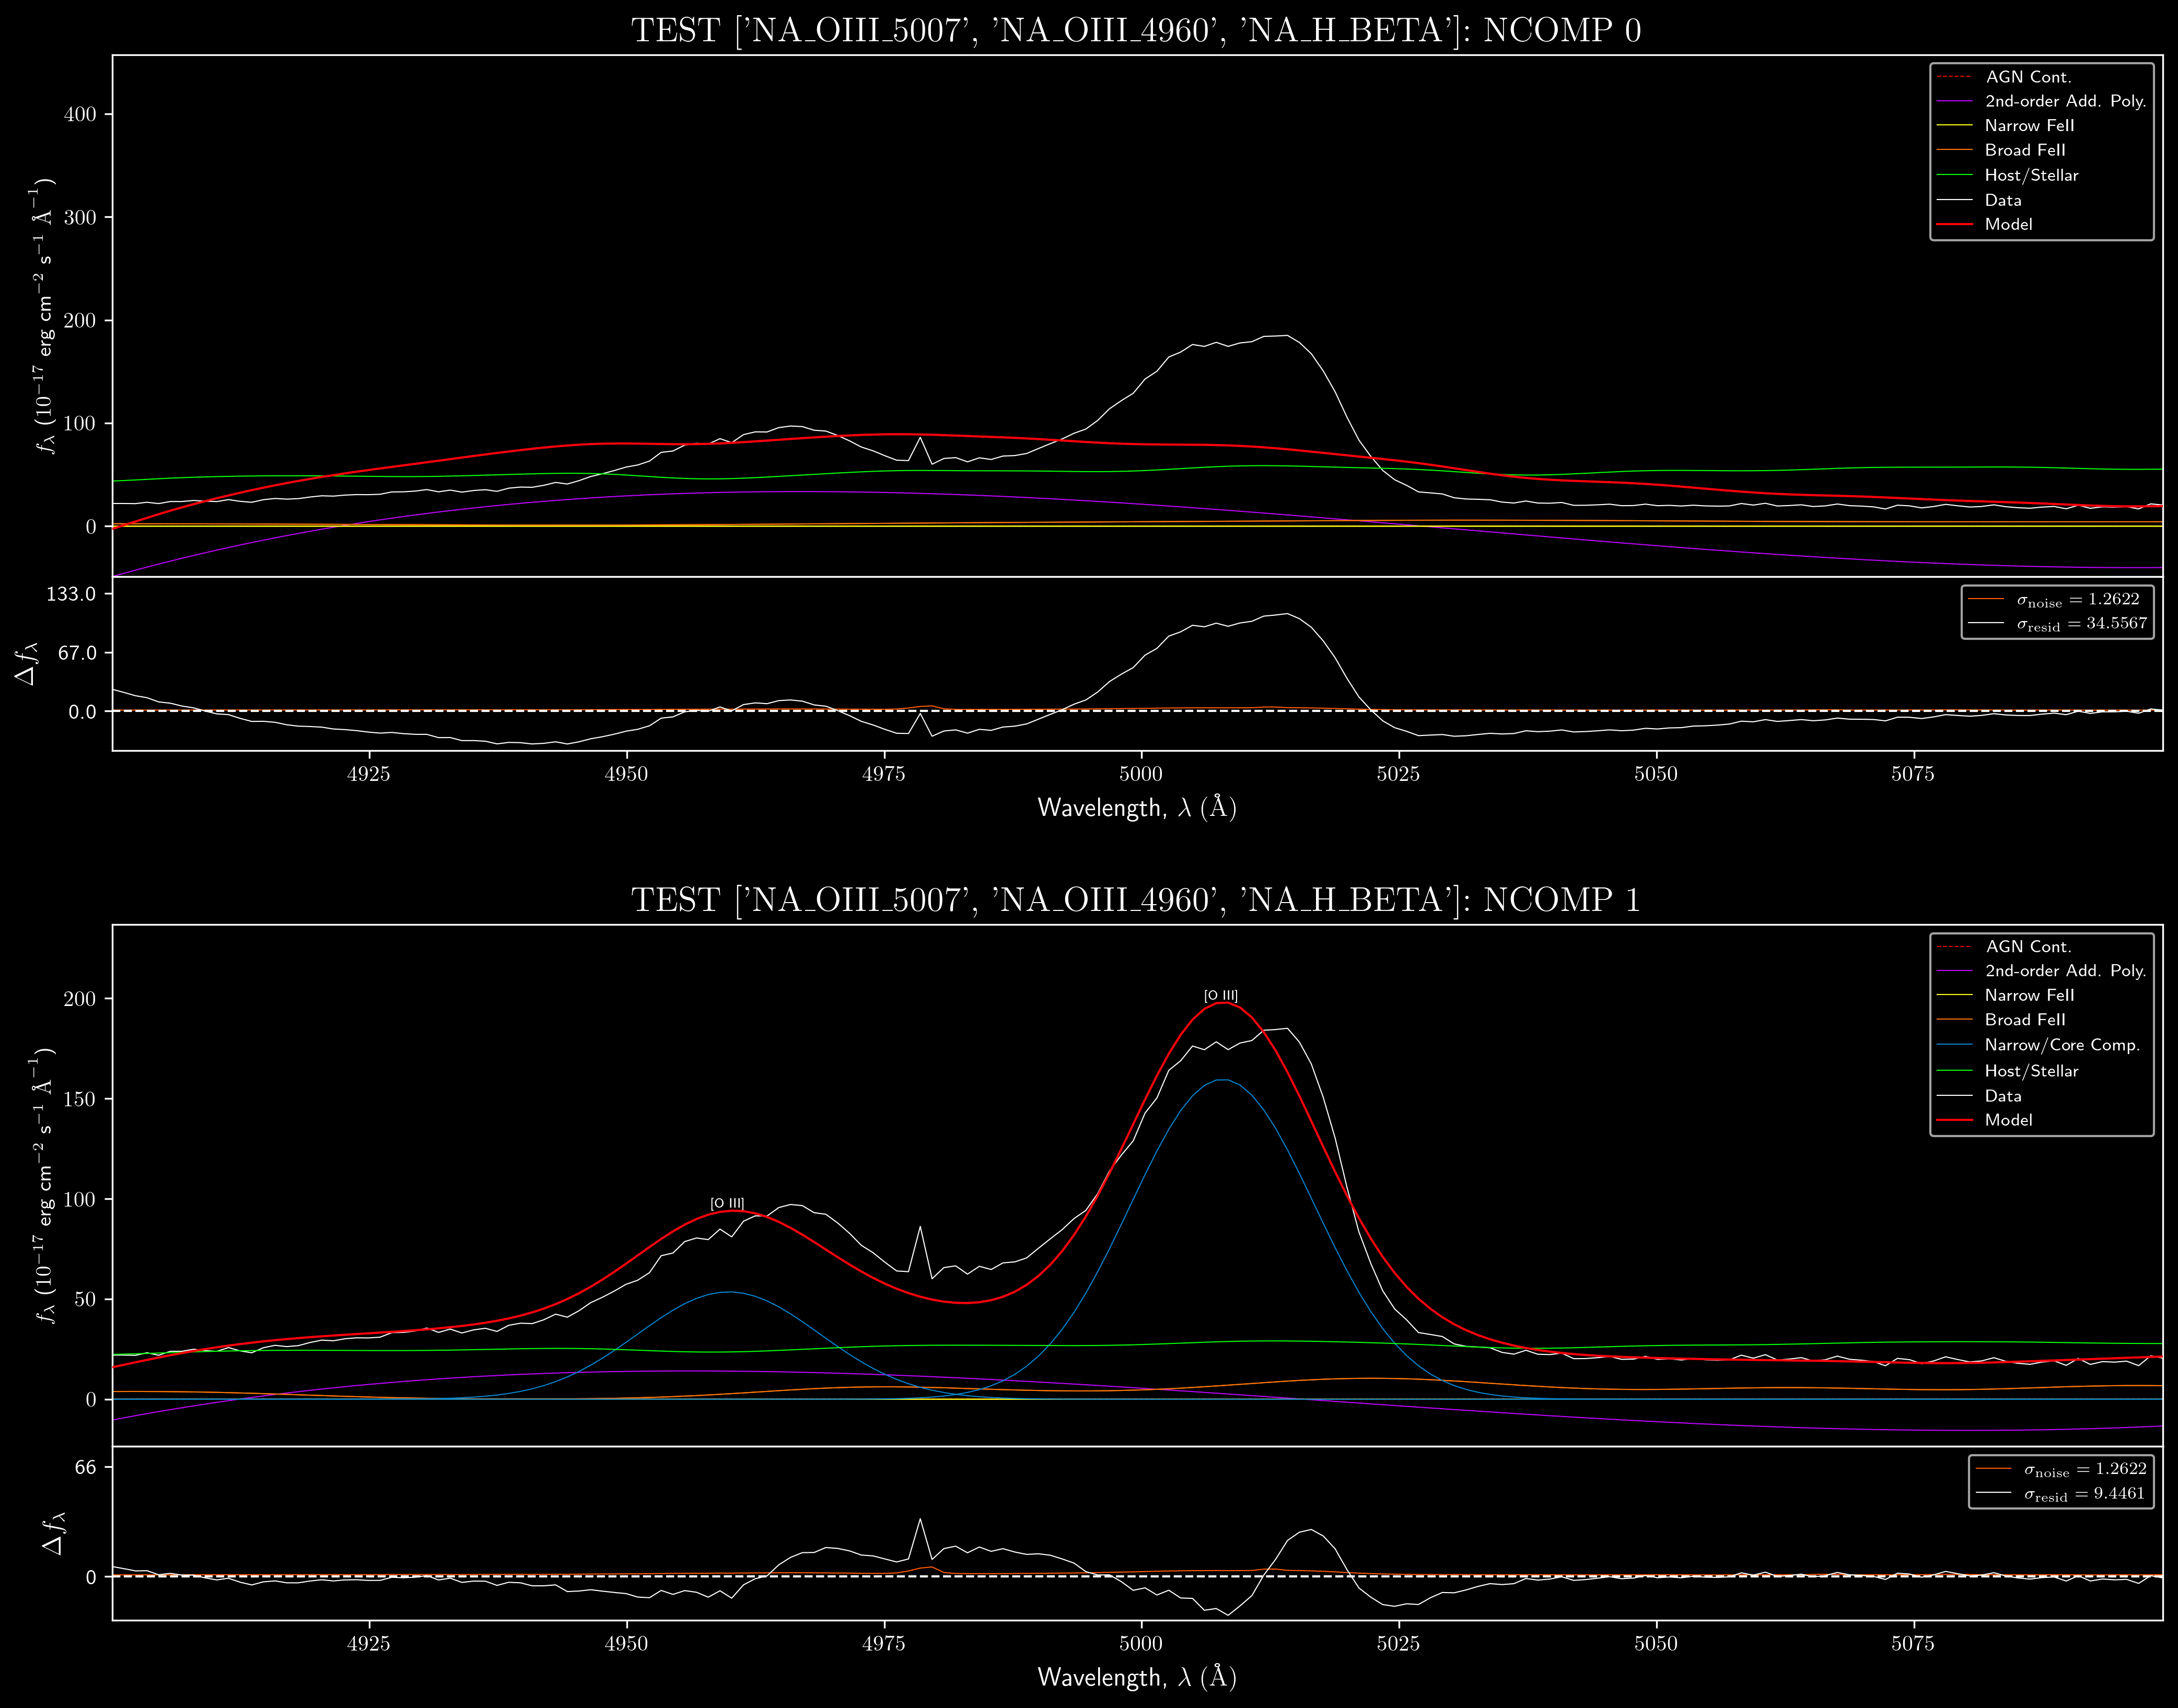 TEST ['NA_OIII_5007', 'NA_OIII_4960', 'NA_H_BETA']: NCOMP 0
f_λ (10⁻¹⁷ erg cm⁻² s⁻¹ Å⁻¹)
400
300
200
100
0
AGN Cont.
2nd-order Add. Poly.
Narrow FeII
Broad FeII
Host/Stellar
Data
Model
Δf_λ
133.0
67.0
0.0
σ_noise = 1.2622
σ_resid = 34.5567
4925 4950 4975 5000 5025 5050 5075
Wavelength, λ (Å)
TEST ['NA_OIII_5007', 'NA_OIII_4960', 'NA_H_BETA']: NCOMP 1
f_λ (10⁻¹⁷ erg cm⁻² s⁻¹ Å⁻¹)
200
150
100
50
0
[O III]
[O III]
AGN Cont.
2nd-order Add. Poly.
Narrow FeII
Broad FeII
Narrow/Core Comp.
Host/Stellar
Data
Model
Δf_λ
66
0
σ_noise = 1.2622
σ_resid = 9.4461
4925 4950 4975 5000 5025 5050 5075
Wavelength, λ (Å)